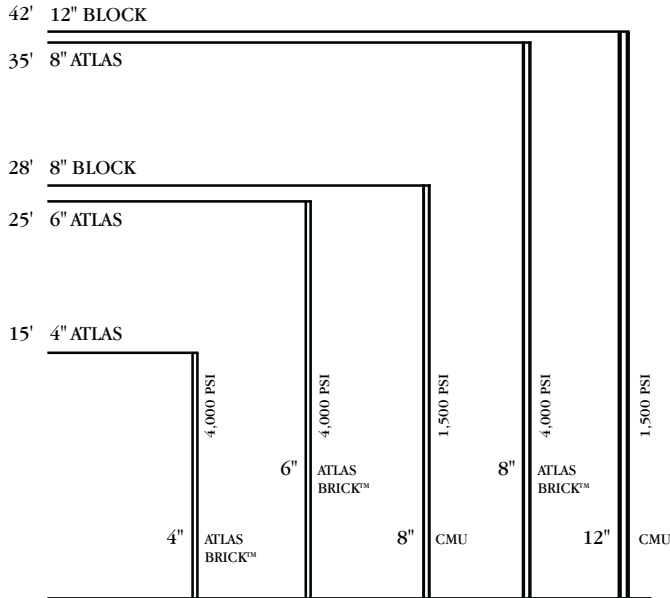 42' 12" BLOCK
35' 8" ATLAS
28' 8" BLOCK
25' 6" ATLAS
15' 4" ATLAS
4,000 PSI
4,000 PSI
1,500 PSI
4,000 PSI
1,500 PSI
6" ATLAS
BRICK™
8" ATLAS
BRICK™
4" ATLAS
BRICK™
8" CMU
12" CMU